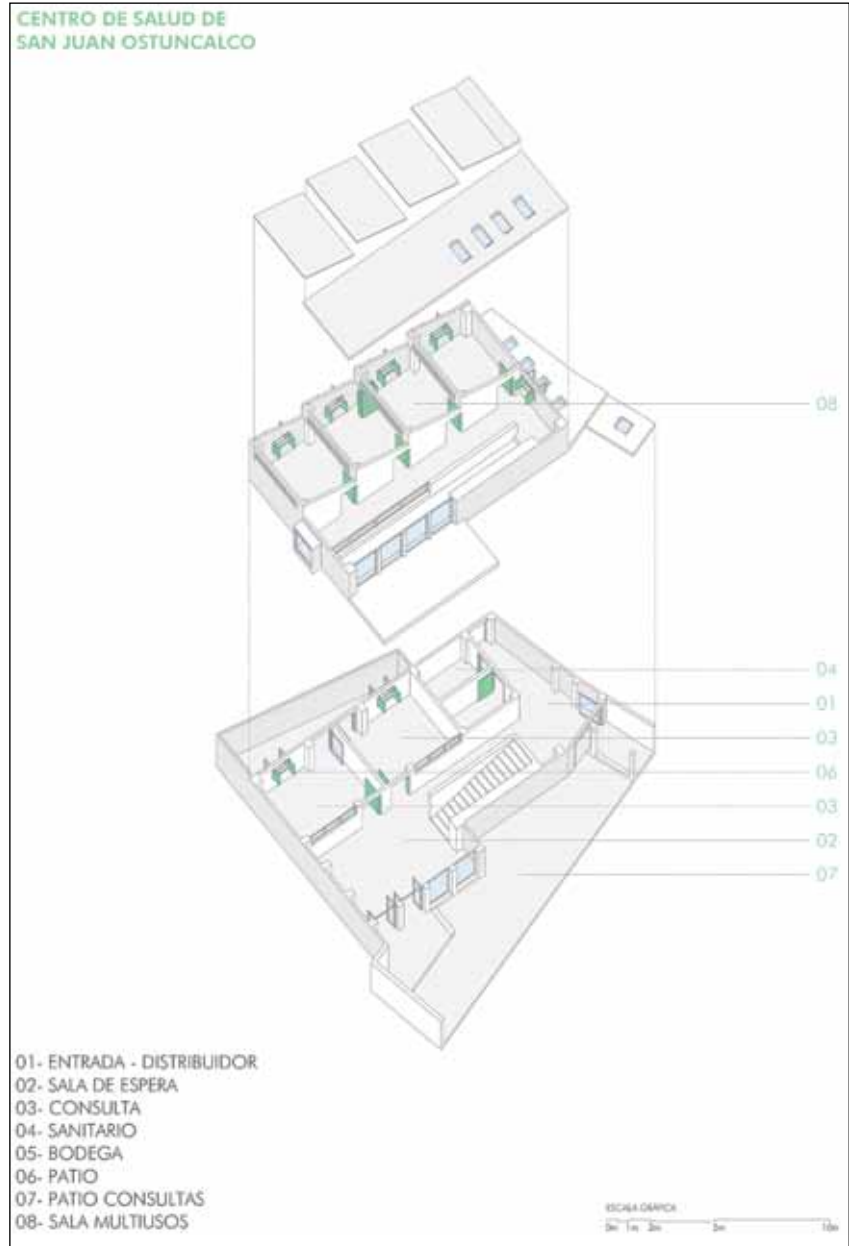 CENTRO DE SALUD DE
SAN JUAN OSTUNCALCO
08
04
01
03
06
03
02
07
01- ENTRADA - DISTRIBUIDOR
02- SALA DE ESPERA
03- CONSULTA
04- SANITARIO
05- BODEGA
06- PATIO
07- PATIO CONSULTAS
08- SALA MULTIUSOS
ESCALA GRÁFICA
0m 1m 2m 5m 10m